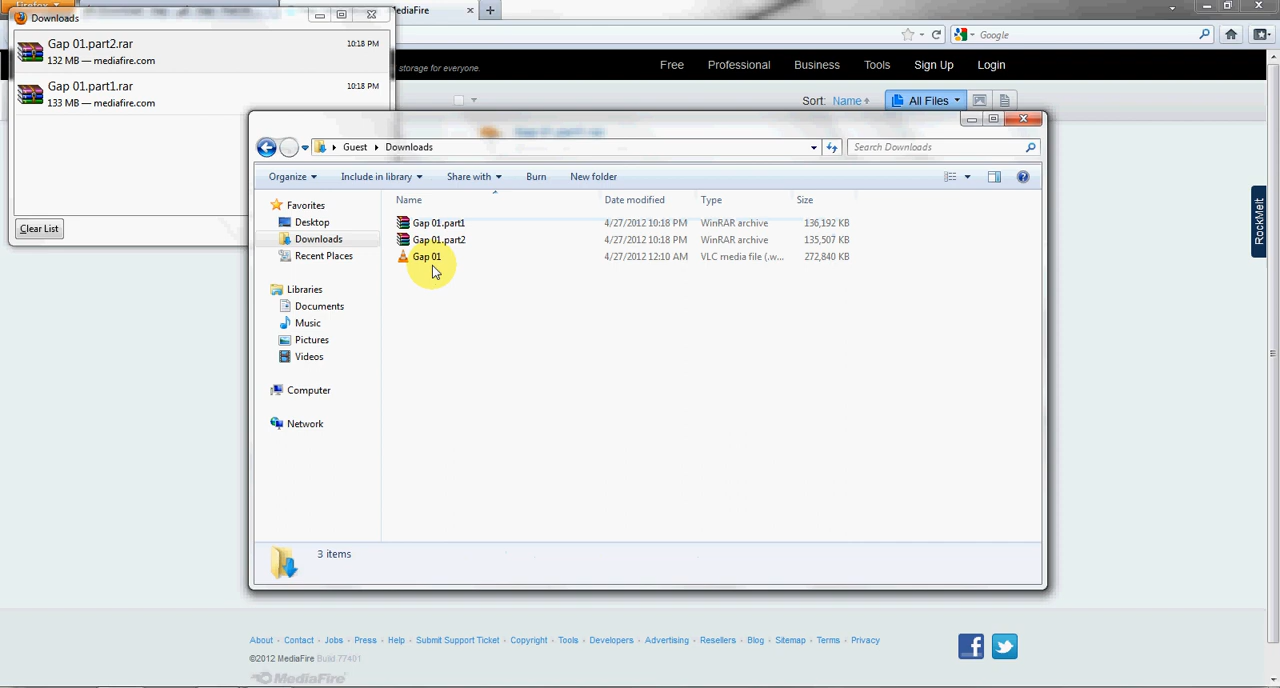 Firefox
Downloads
MediaFire
Gap 01.part2.rar
10:18 PM
132 MB — mediafire.com
Gap 01.part1.rar
10:18 PM
133 MB — mediafire.com
Clear List
Google
storage for everyone.
Free
Professional
Business
Tools
Sign Up
Login
Sort: Name
All Files
Guest
Downloads
Search Downloads
Organize
Include in library
Share with
Burn
New folder
Favorites
Desktop
Downloads
Recent Places
Libraries
Documents
Music
Pictures
Videos
Computer
Network
Name Date modified Type Size
Gap 01.part1 4/27/2012 10:18 PM WinRAR archive 136,192 KB
Gap 01.part2 4/27/2012 10:18 PM WinRAR archive 135,507 KB
Gap 01 4/27/2012 12:10 AM VLC media file (.w... 272,840 KB
3 items
RockMelt
About · Contact · Jobs · Press · Help · Submit Support Ticket · Copyright · Tools · Developers · Advertising · Resellers · Blog · Sitemap · Terms · Privacy
©2012 MediaFire Build 77401
MediaFire